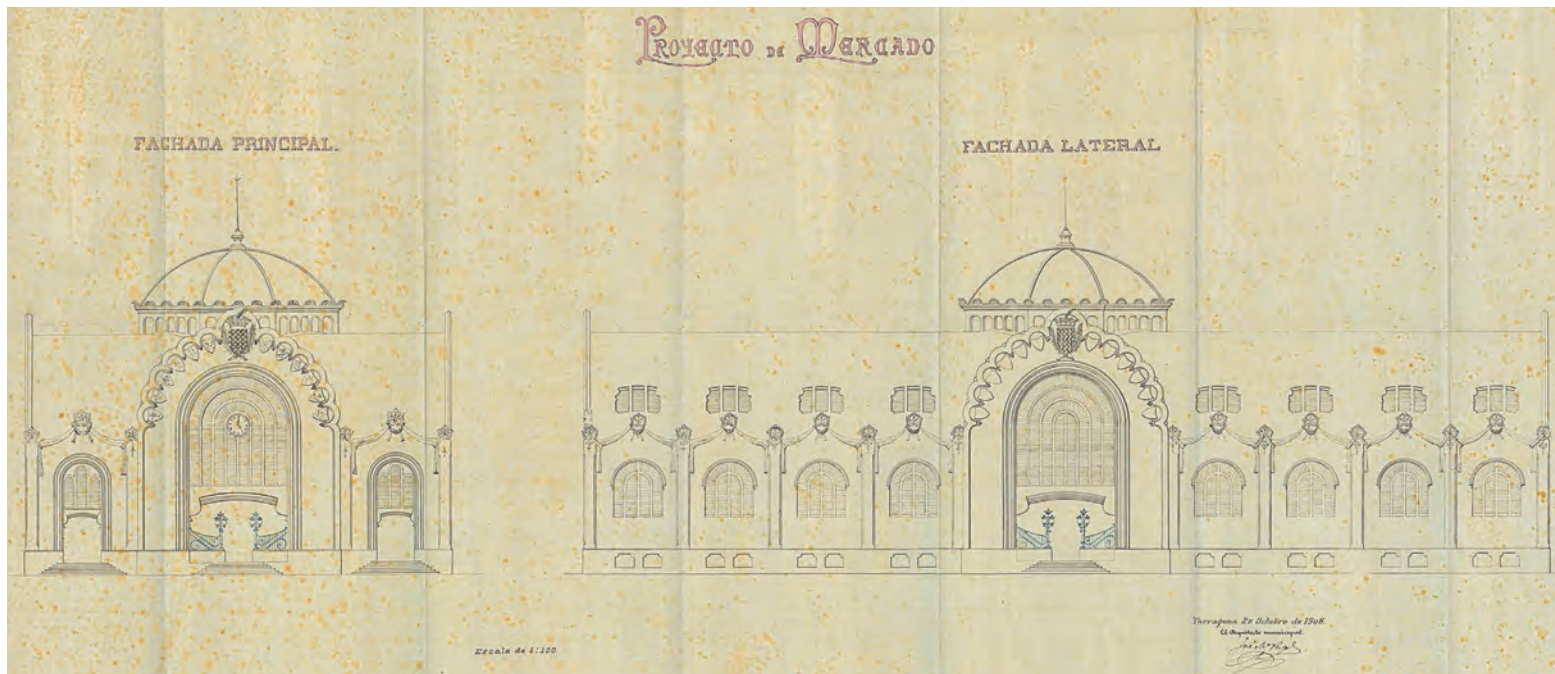 Proyecto de Mercado
FACHADA PRINCIPAL.
FACHADA LATERAL
Escala de 1:100.
Tarragona 22 Octubre de 1908.
El Arquitecto municipal.